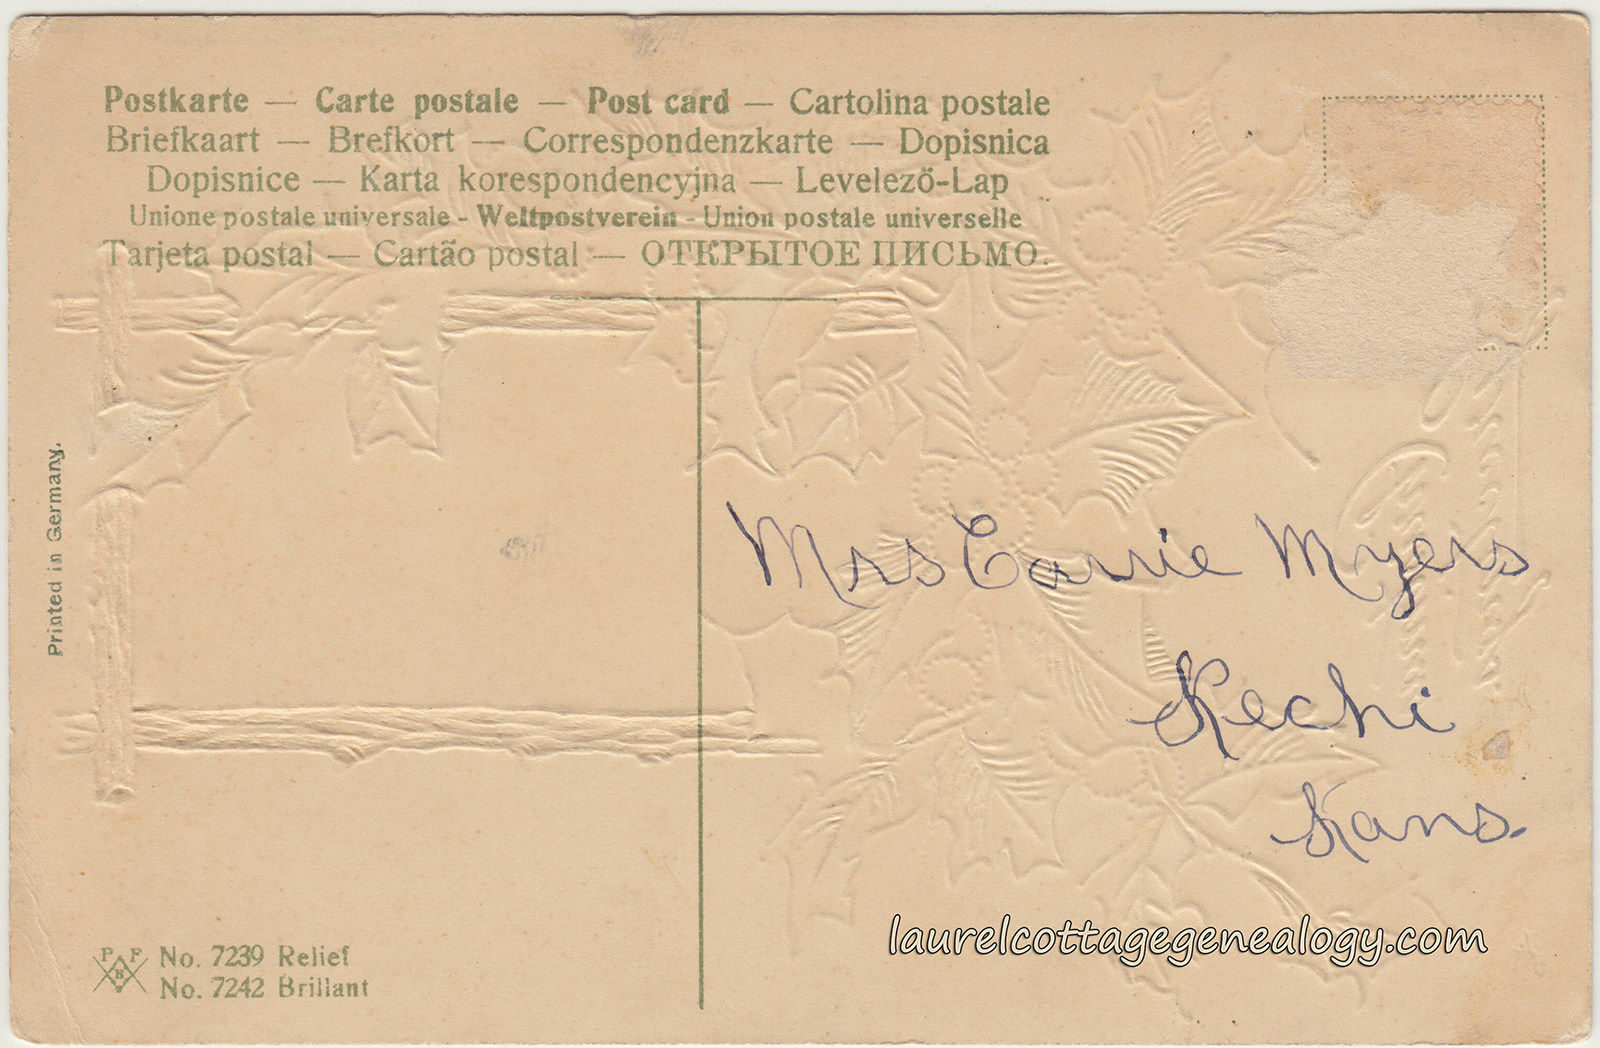 Postkarte — Carte postale — Post card — Cartolina postale
Briefkaart — Brefkort — Correspondenzkarte — Dopisnica
Dopisnice — Karta korespondencyjna — Levelező-Lap
Unione postale universale - Weltpostverein - Union postale universelle
Tarjeta postal — Cartão postal — ОТКРЫТОЕ ПИСЬМО.
Printed in Germany.
Mrs Carrie Myers
Kechi
Kans.
P F B
No. 7239 Relief
No. 7242 Brillant
laurelcottagegenealogy.com